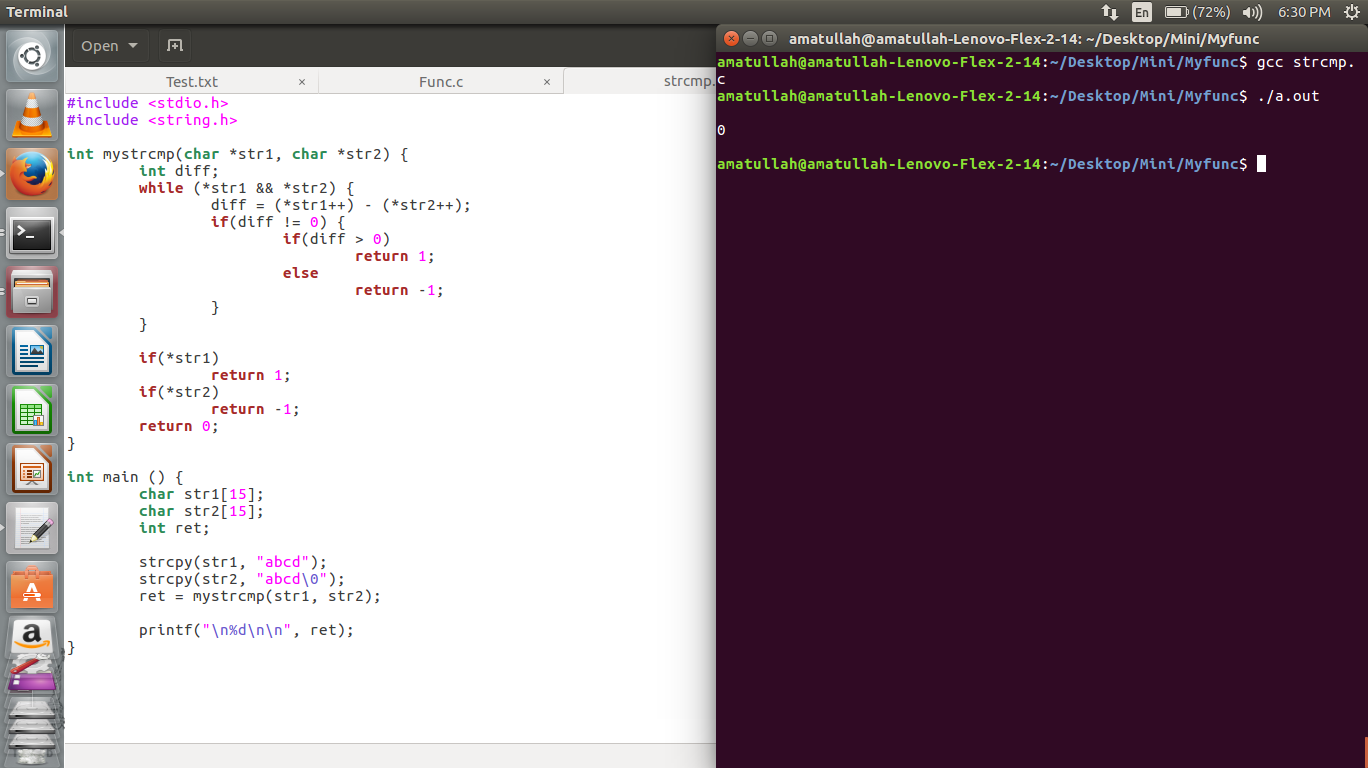 Terminal
En
(72%)
6:30 PM
Open
Test.txt
Func.c
strcmp.
#include <stdio.h>
#include <string.h>
int mystrcmp(char *str1, char *str2) {
int diff;
while (*str1 && *str2) {
diff = (*str1++) - (*str2++);
if(diff != 0) {
if(diff > 0)
return 1;
else
return -1;
}
}
if(*str1)
return 1;
if(*str2)
return -1;
return 0;
}
int main () {
char str1[15];
char str2[15];
int ret;
strcpy(str1, "abcd");
strcpy(str2, "abcd\0");
ret = mystrcmp(str1, str2);
printf("\n%d\n\n", ret);
}
amatullah@amatullah-Lenovo-Flex-2-14: ~/Desktop/Mini/Myfunc
amatullah@amatullah-Lenovo-Flex-2-14:~/Desktop/Mini/Myfunc$ gcc strcmp.
c
amatullah@amatullah-Lenovo-Flex-2-14:~/Desktop/Mini/Myfunc$ ./a.out
0
amatullah@amatullah-Lenovo-Flex-2-14:~/Desktop/Mini/Myfunc$